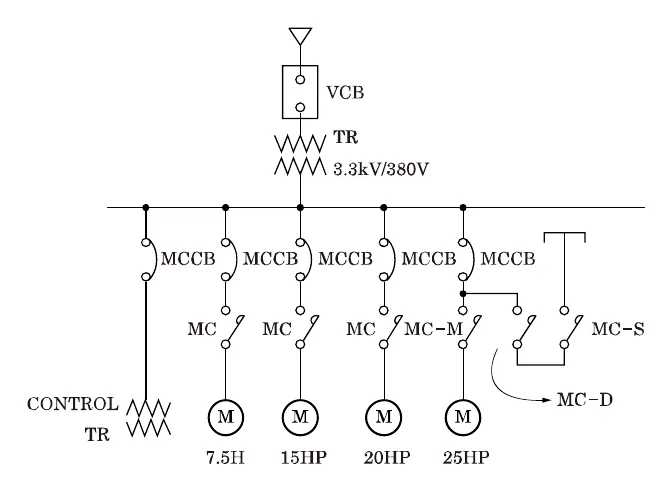 VCB
TR
3.3kV/380V
MCCB MCCB MCCB MCCB MCCB
MC MC MC MC-M MC-S
CONTROL
TR
M M M M
MC-D
7.5H 15HP 20HP 25HP